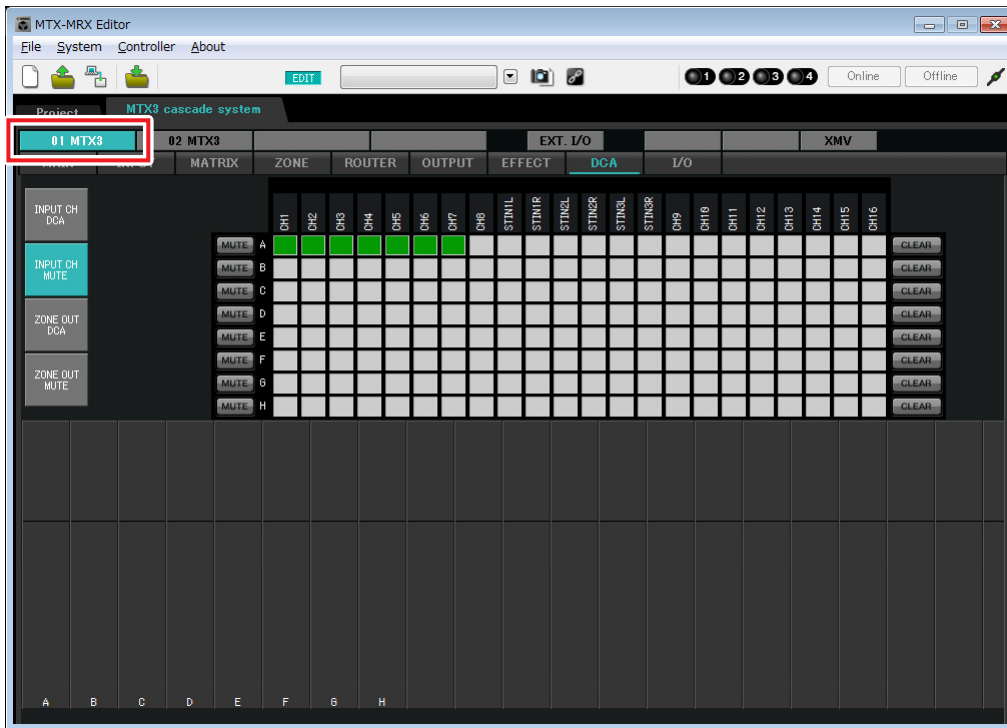 MTX-MRX Editor
File System Controller About
EDIT 1 2 3 4 Online Offline
Project MTX3 cascade system
01 MTX3 02 MTX3 EXT. I/O XMV
MATRIX ZONE ROUTER OUTPUT EFFECT DCA I/O
INPUT CH DCA
INPUT CH MUTE
ZONE OUT DCA
ZONE OUT MUTE
CH1 CH2 CH3 CH4 CH5 CH6 CH7 CH8 STIN1L STIN1R STIN2L STIN2R STIN3L STIN3R CH9 CH10 CH11 CH12 CH13 CH14 CH15 CH16
MUTE A CLEAR
MUTE B CLEAR
MUTE C CLEAR
MUTE D CLEAR
MUTE E CLEAR
MUTE F CLEAR
MUTE G CLEAR
MUTE H CLEAR
A B C D E F G H